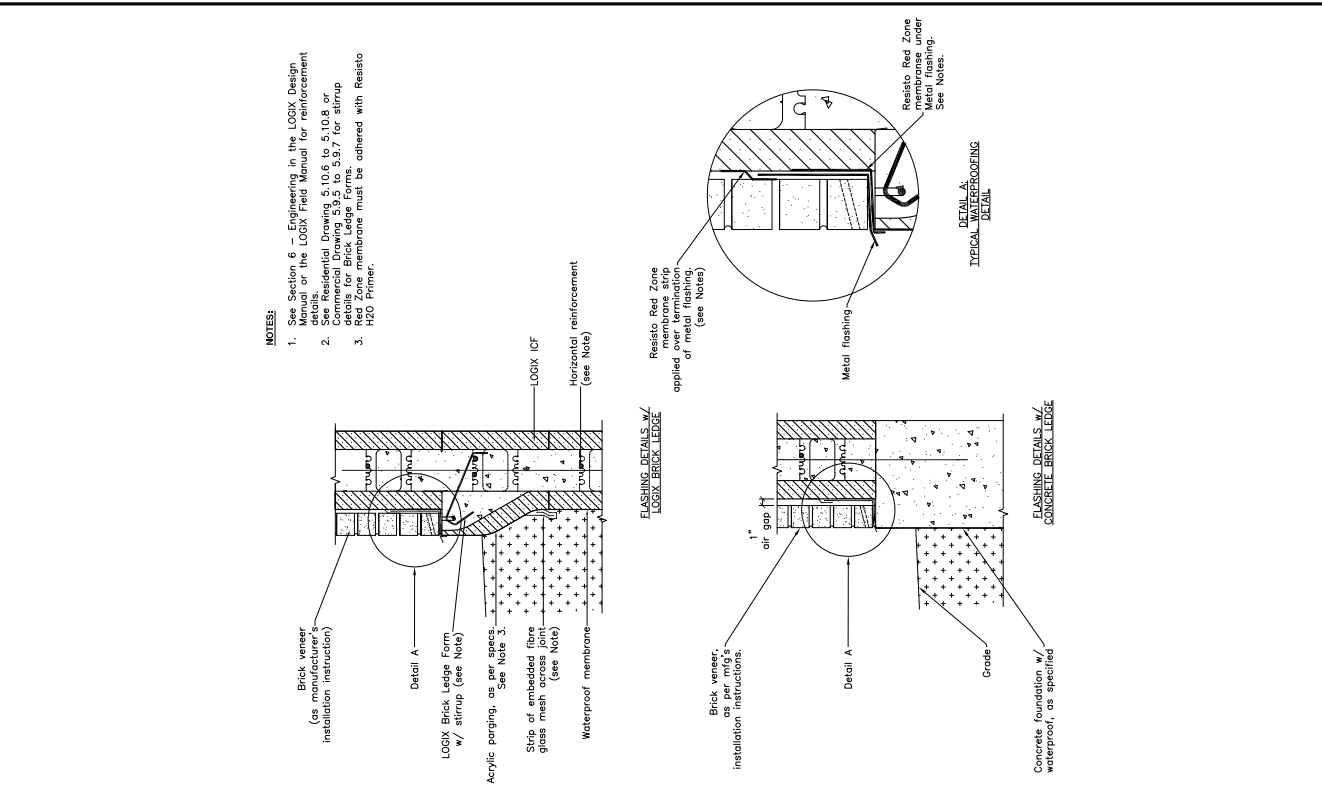 NOTES:
1. See Section 6 – Engineering in the LOGIX Design
Manual or the LOGIX Field Manual for reinforcement
details.
2. See Residential Drawing 5.10.6 to 5.10.8 or
Commercial Drawing 5.9.5 to 5.9.7 for stirrup
details for Brick Ledge Forms.
3. Red Zone membrane must be adhered with Resisto
H2O Primer.
Brick veneer
(as manufacturer's
installation instruction)
Detail A
LOGIX Brick Ledge Form
w/ stirrup (see Note)
Acrylic parging, as per specs.
See Note 3.
Strip of embedded fibre
glass mesh across joint
(see Note)
Waterproof membrane
LOGIX ICF
Horizontal reinforcement
(see Note)
FLASHING DETAILS w/
LOGIX BRICK LEDGE
Resisto Red Zone
membrane strip
applied over termination
of metal flashing.
(see Notes)
Metal flashing
Resisto Red Zone
membranse under
Metal flashing.
See Notes.
DETAIL A:
TYPICAL WATERPROOFING
DETAIL
Brick veneer,
as per mfg's
installation instructions.
1"
air gap
Detail A
Grade
Concrete foundation w/
waterproof, as specified
FLASHING DETAILS w/
CONCRETE BRICK LEDGE